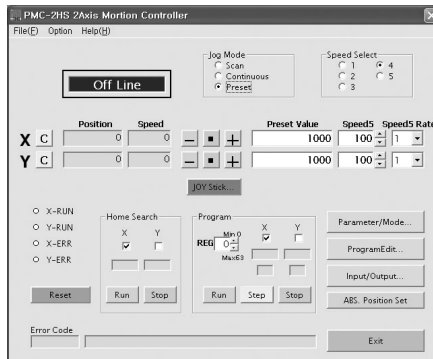 PMC-2HS 2Axis Mortion Controller
File(F) Option Help(H)
Off Line
Jog Mode
Scan
Continuous
Preset
Speed Select
1 4
2 5
3
Position Speed Preset Value Speed5 Speed5 Rate
X C 0 0 — ■ + 1000 100 1
Y C 0 0 — ■ + 1000 100 1
JOY Stick...
X-RUN
Y-RUN
X-ERR
Y-ERR
Reset
Home Search
X Y
Run Stop
Program
REG Min 0 0 Max63
X Y
Run Step Stop
Parameter/Mode...
ProgramEdit...
Input/Output...
ABS. Position Set
Error Code
Exit